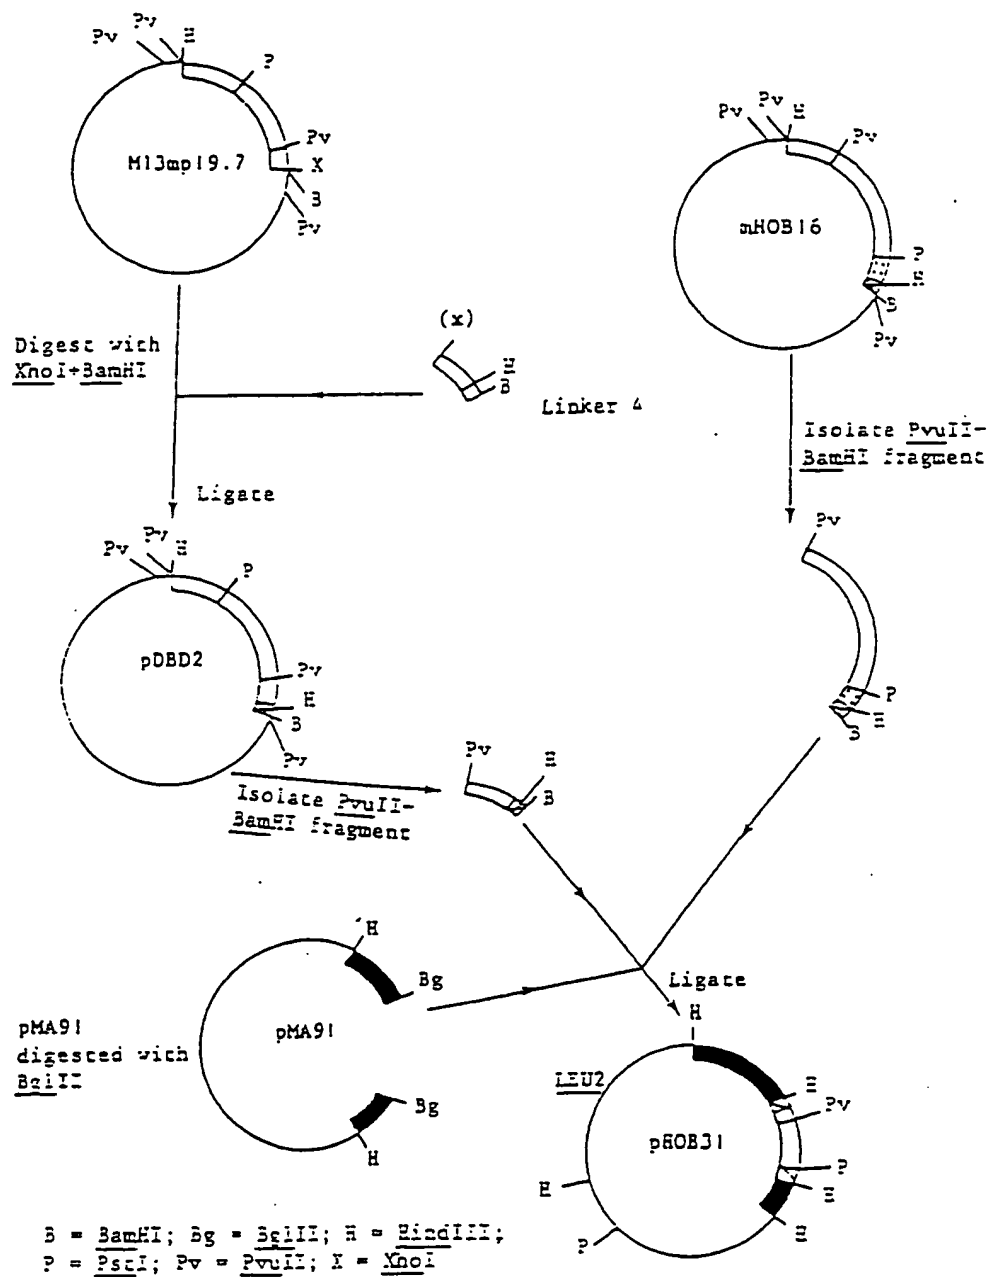 Pv
Pv
H
P
Pv
X
B
Pv
M13mp19.7
Pv
Pv
H
Pv
P
H
B
Pv
mHOB16
Digest with
XhoI+BamHI
(x)
H
B
Linker 4
Isolate PvuII-
BamHI fragment
Ligate
Pv
Pv
H
P
Pv
H
B
Pv
pDBD2
Pv
P
H
B
Isolate PvuII-
BamHI fragment
Pv
H
B
H
Bg
pMA91
Bg
H
pMA91
digested with
BglII
Ligate
H
LEU2
H
Pv
pHOB31
P
H
H
H
P
B = BamHI; Bg = BglII; H = HindIII;
P = PstI; Pv = PvuII; X = XhoI